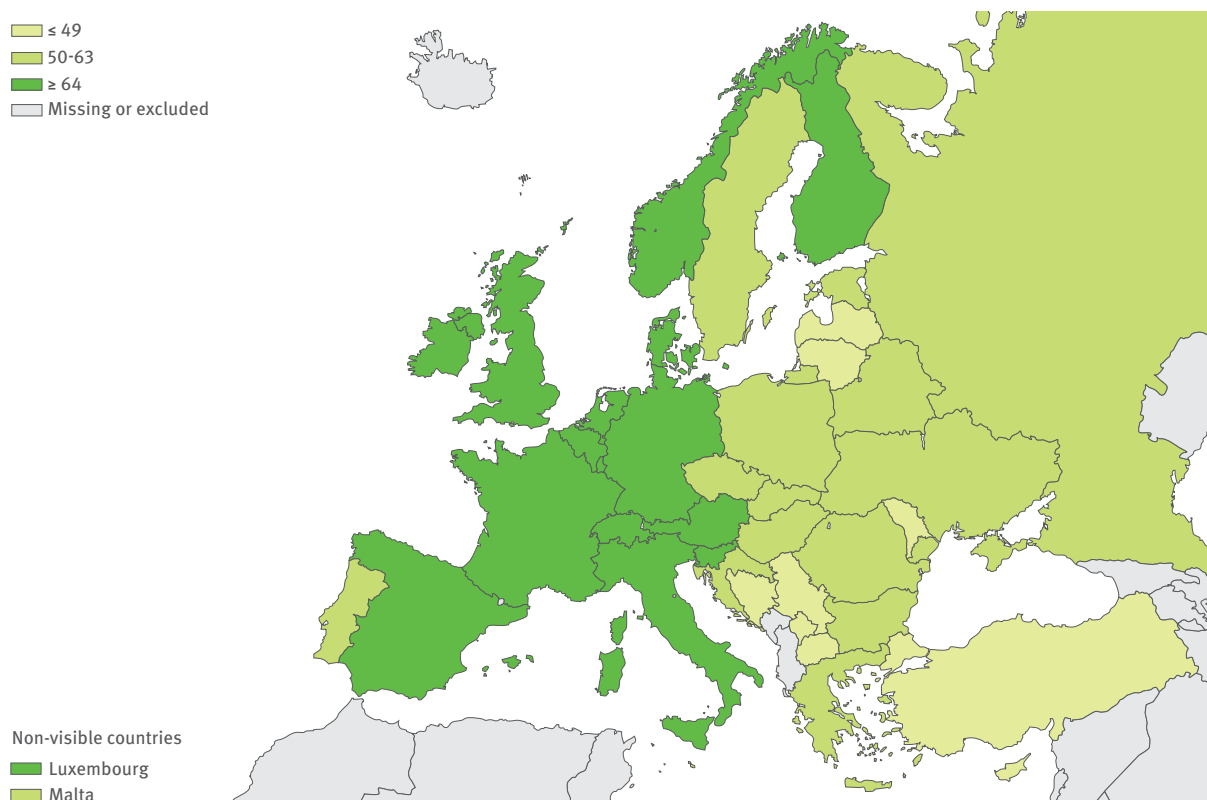 ≤ 49
50-63
≥ 64
Missing or excluded
Non-visible countries
Luxembourg
Malta